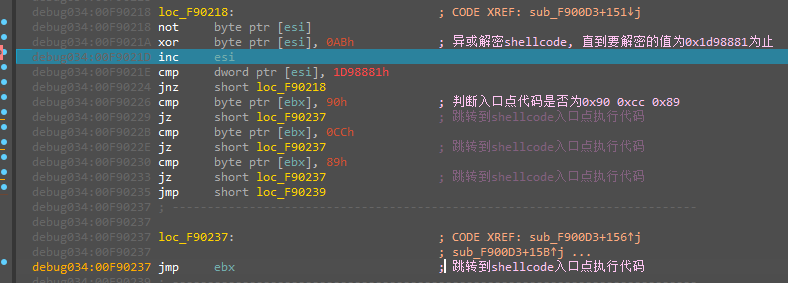 debug034:00F90218 loc_F90218: ; CODE XREF: sub_F900D3+151↓j
debug034:00F90218 not byte ptr [esi]
debug034:00F9021A xor byte ptr [esi], 0ABh ; 异或解密shellcode, 直到要解密的值为0x1d98881为止
debug034:00F9021D inc esi
debug034:00F9021E cmp dword ptr [esi], 1D98881h
debug034:00F90224 jnz short loc_F90218
debug034:00F90226 cmp byte ptr [ebx], 90h ; 判断入口点代码是否为0x90 0xcc 0x89
debug034:00F90229 jz short loc_F90237 ; 跳转到shellcode入口点执行代码
debug034:00F9022B cmp byte ptr [ebx], 0CCh
debug034:00F9022E jz short loc_F90237 ; 跳转到shellcode入口点执行代码
debug034:00F90230 cmp byte ptr [ebx], 89h
debug034:00F90233 jz short loc_F90237 ; 跳转到shellcode入口点执行代码
debug034:00F90235 jmp short loc_F90239
debug034:00F90237 ; ---------------------------------------------------------------------------
debug034:00F90237
debug034:00F90237 loc_F90237: ; CODE XREF: sub_F900D3+156↑j
debug034:00F90237 ; sub_F900D3+15B↑j ...
debug034:00F90237 jmp ebx ; 跳转到shellcode入口点执行代码